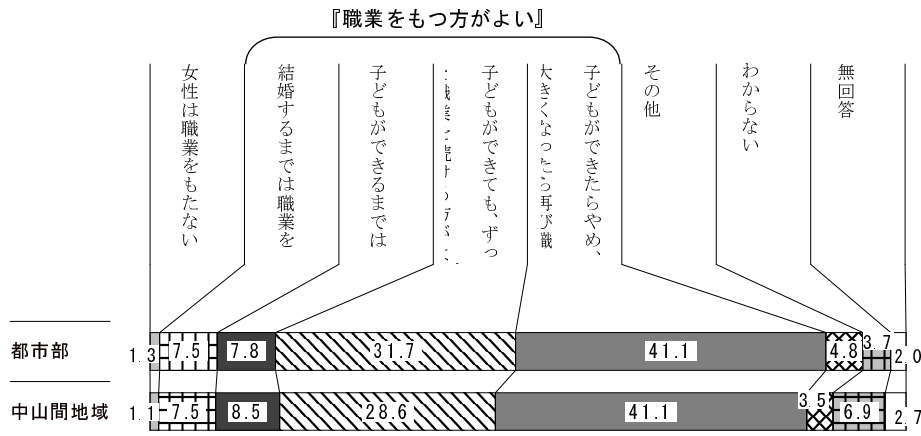 『職業をもつ方がよい』
女性は職業をもたない
結婚するまでは職業を
子どもができるまでは
子どもができても、ずっ
子どもができたらやめ、
大きくなったら再び職
その他
わからない
無回答
都市部 1.3 7.5 7.8 31.7 41.1 4.8 3.7 2.0
中山間地域 1.1 7.5 8.5 28.6 41.1 3.5 6.9 2.7